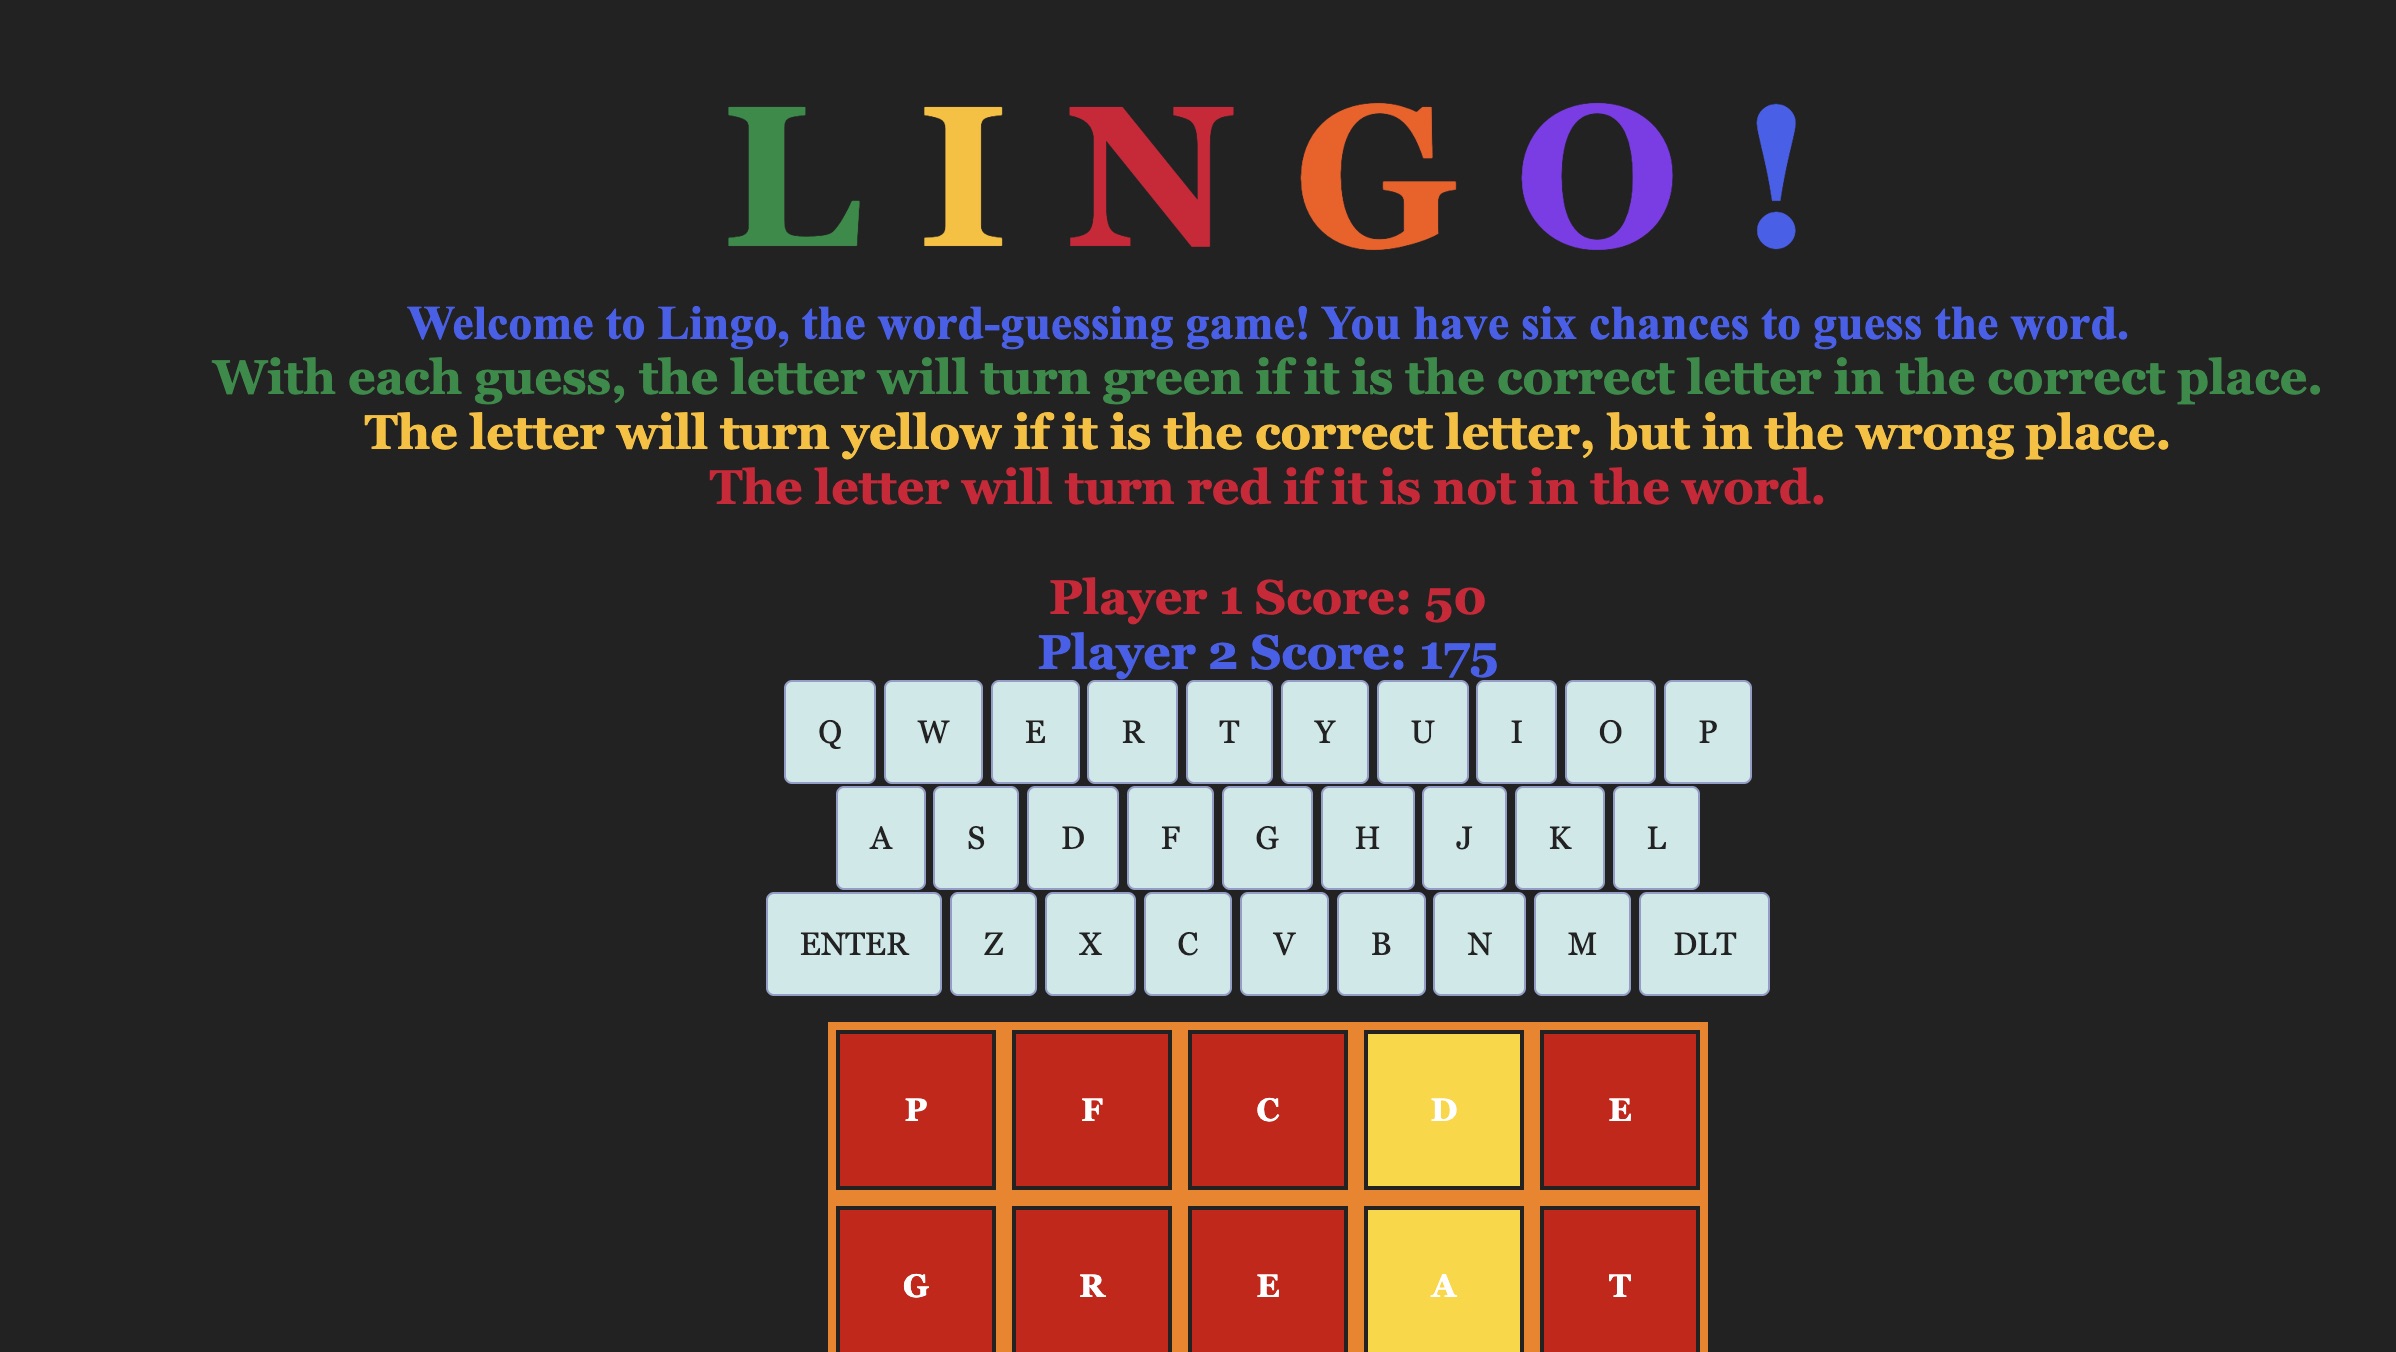 LINGO!
Welcome to Lingo, the word-guessing game! You have six chances to guess the word.
With each guess, the letter will turn green if it is the correct letter in the correct place.
The letter will turn yellow if it is the correct letter, but in the wrong place.
The letter will turn red if it is not in the word.
Player 1 Score: 50
Player 2 Score: 175
Q W E R T Y U I O P
A S D F G H J K L
ENTER Z X C V B N M DLT
P F C D E
G R E A T